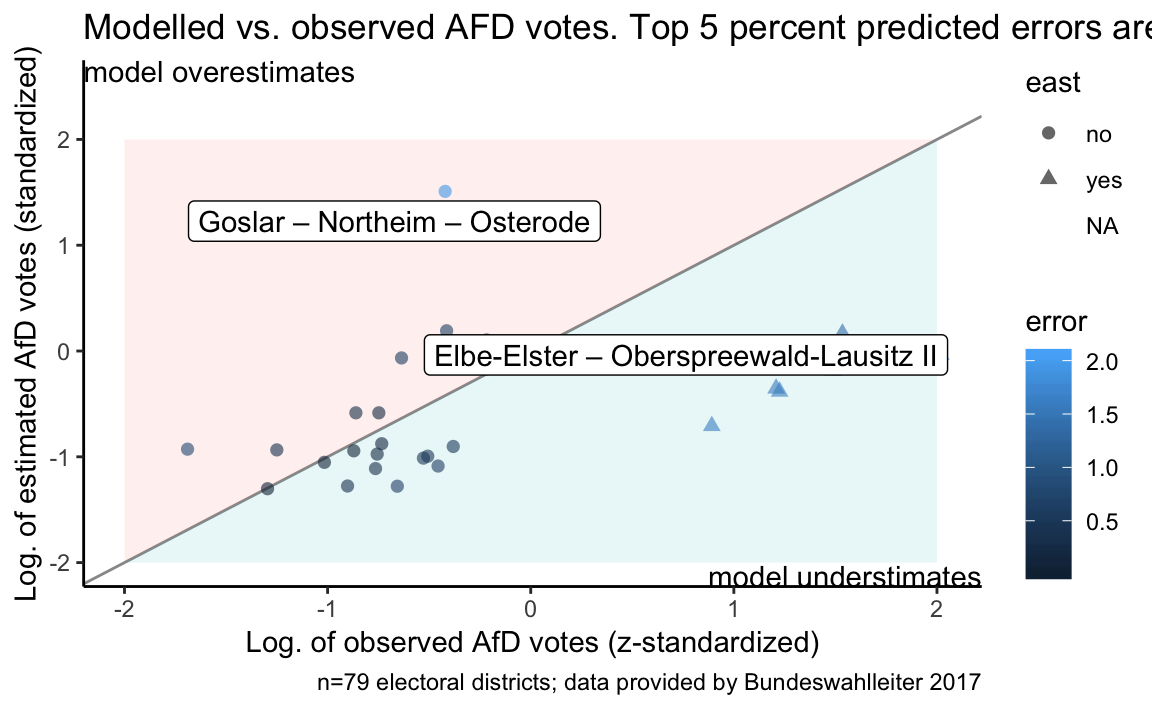 Modelled vs. observed AFD votes. Top 5 percent predicted errors are
model overestimates
Log. of estimated AfD votes (standardized)
2
1
0
-1
-2
Goslar – Northeim – Osterode
Elbe-Elster – Oberspreewald-Lausitz II
model understimates
-2
-1
0
1
2
Log. of observed AfD votes (z-standardized)
n=79 electoral districts; data provided by Bundeswahlleiter 2017
east
no
yes
NA
error
2.0
1.5
1.0
0.5